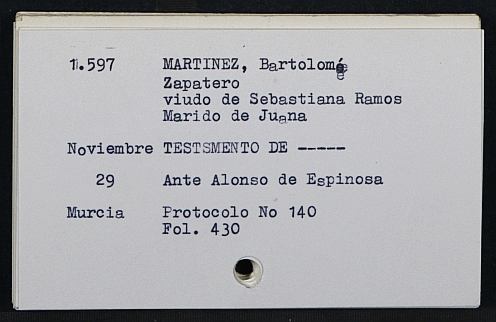 1.597 MARTINEZ, Bartolomé
Zapatero
viudo de Sebastiana Ramos
Marido de Juana
Noviembre TESTSMENTO DE -----
29 Ante Alonso de Espinosa
Murcia Protocolo No 140
Fol. 430